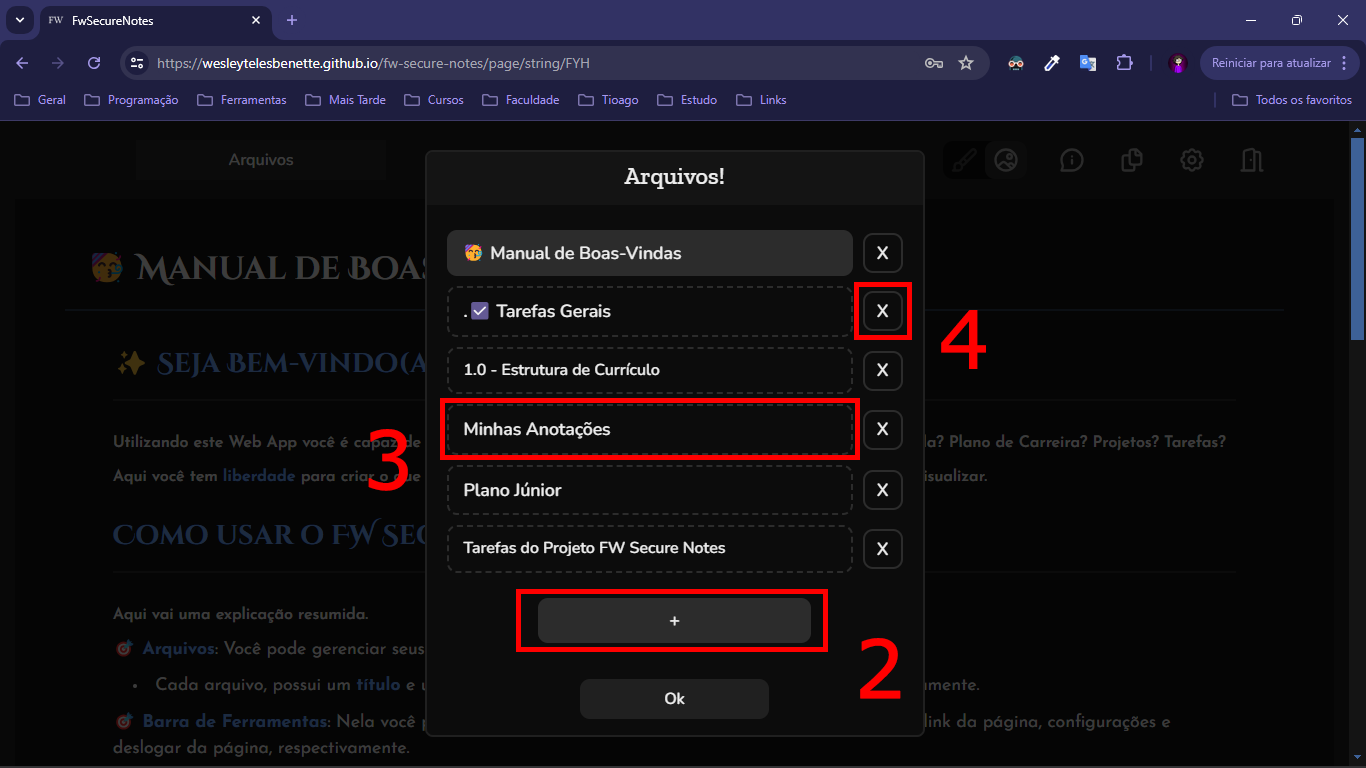 FW FwSecureNotes
https://wesleytelesbenette.github.io/fw-secure-notes/page/string/FYH
Reiniciar para atualizar
Geral Programação Ferramentas Mais Tarde Cursos Faculdade Tioago Estudo Links Todos os favoritos
Arquivos
Arquivos!
Manual de Boas
Manual de Boas-Vindas X
. Tarefas Gerais X
4
Seja Bem-vindo(a
1.0 - Estrutura de Currículo X
3
Minhas Anotações X
Utilizando este Web App você é capaz de
? Plano de Carreira? Projetos? Tarefas?
Aqui você tem liberdade para criar o que
isualizar.
Plano Júnior X
Como usar o FW Sec
Tarefas do Projeto FW Secure Notes X
Aqui vai uma explicação resumida.
+
2
Arquivos: Você pode gerenciar seus
Cada arquivo, possui um título e u
mente.
Ok
Barra de Ferramentas: Nela você p
link da página, configurações e
deslogar da página, respectivamente.